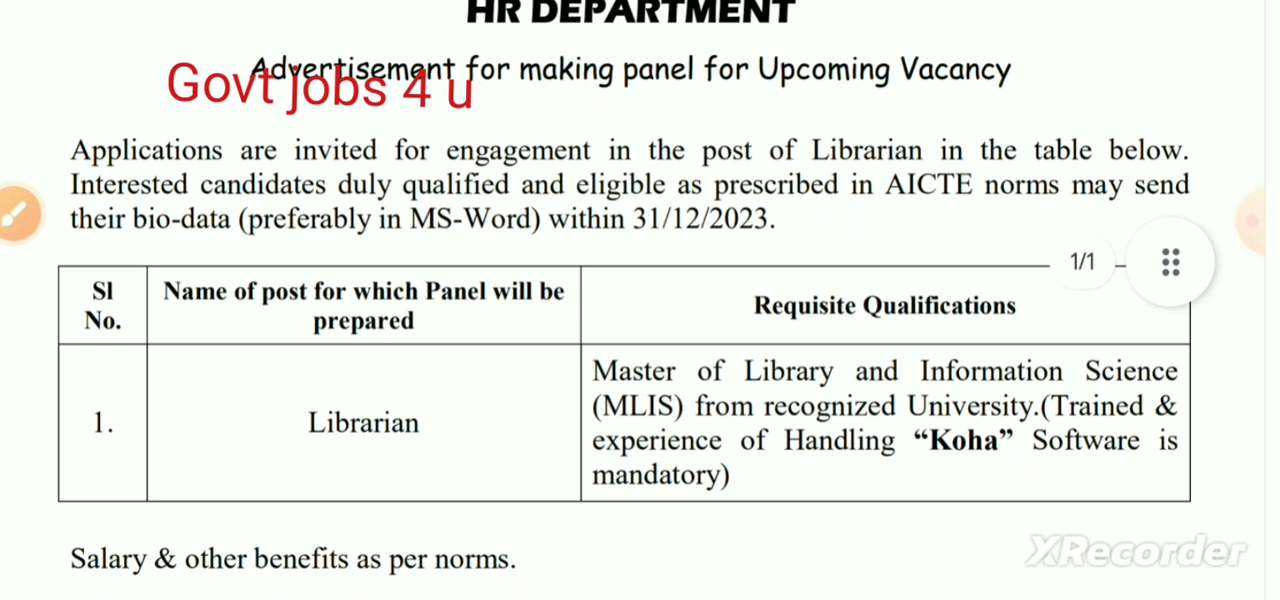 HR DEPARTMENT
Advertisement for making panel for Upcoming Vacancy
Govt jobs 4 u
Applications are invited for engagement in the post of Librarian in the table below.
Interested candidates duly qualified and eligible as prescribed in AICTE norms may send
their bio-data (preferably in MS-Word) within 31/12/2023.
1/1
Sl
No.
Name of post for which Panel will be
prepared
Requisite Qualifications
1.
Librarian
Master of Library and Information Science
(MLIS) from recognized University.(Trained &
experience of Handling “Koha” Software is
mandatory)
Salary & other benefits as per norms.
XRecorder